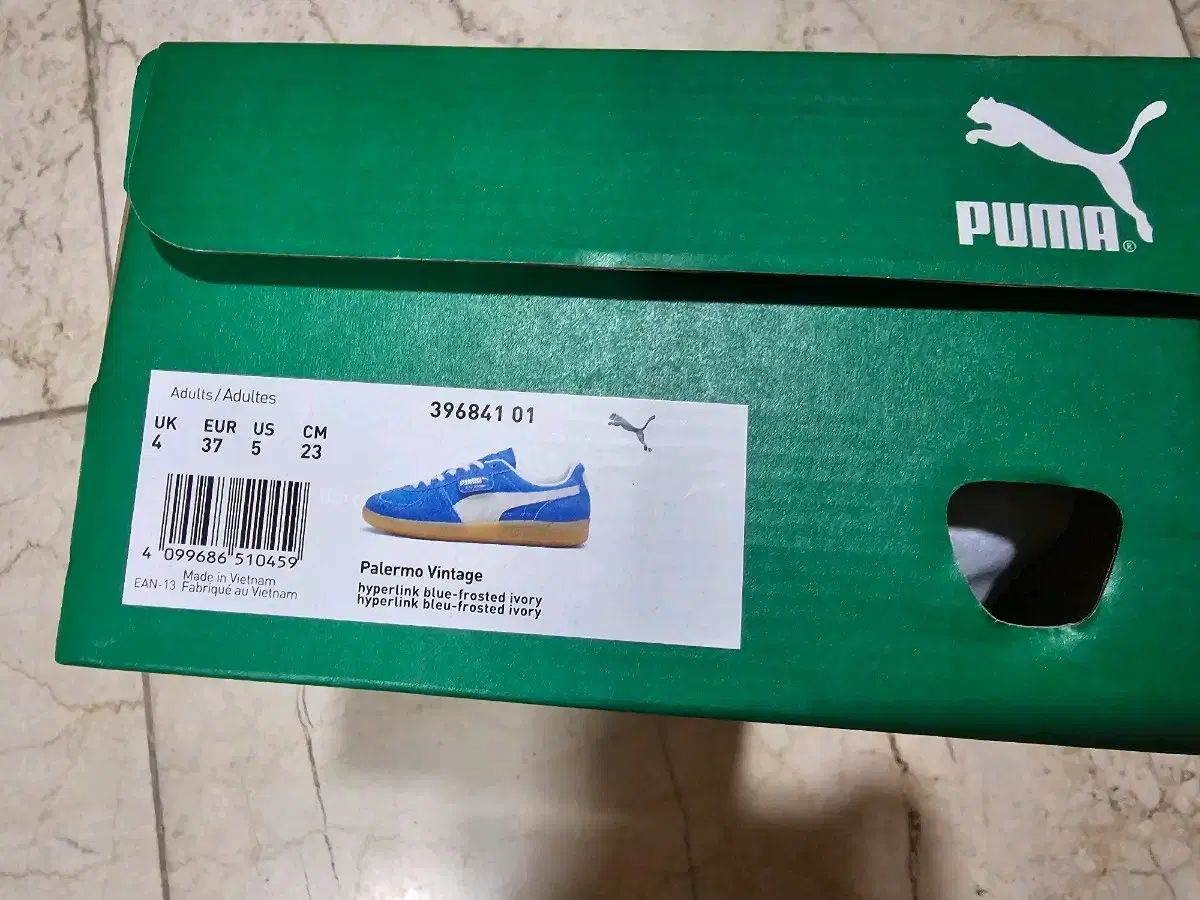 PUMA®
Adults / Adultes
396841 01
UK EUR US CM
4 37 5 23
PUMA
4 099686 510459
Made in Vietnam
EAN-13 Fabriqué au Vietnam
Palermo Vintage
hyperlink blue-frosted ivory
hyperlink bleu-frosted ivory